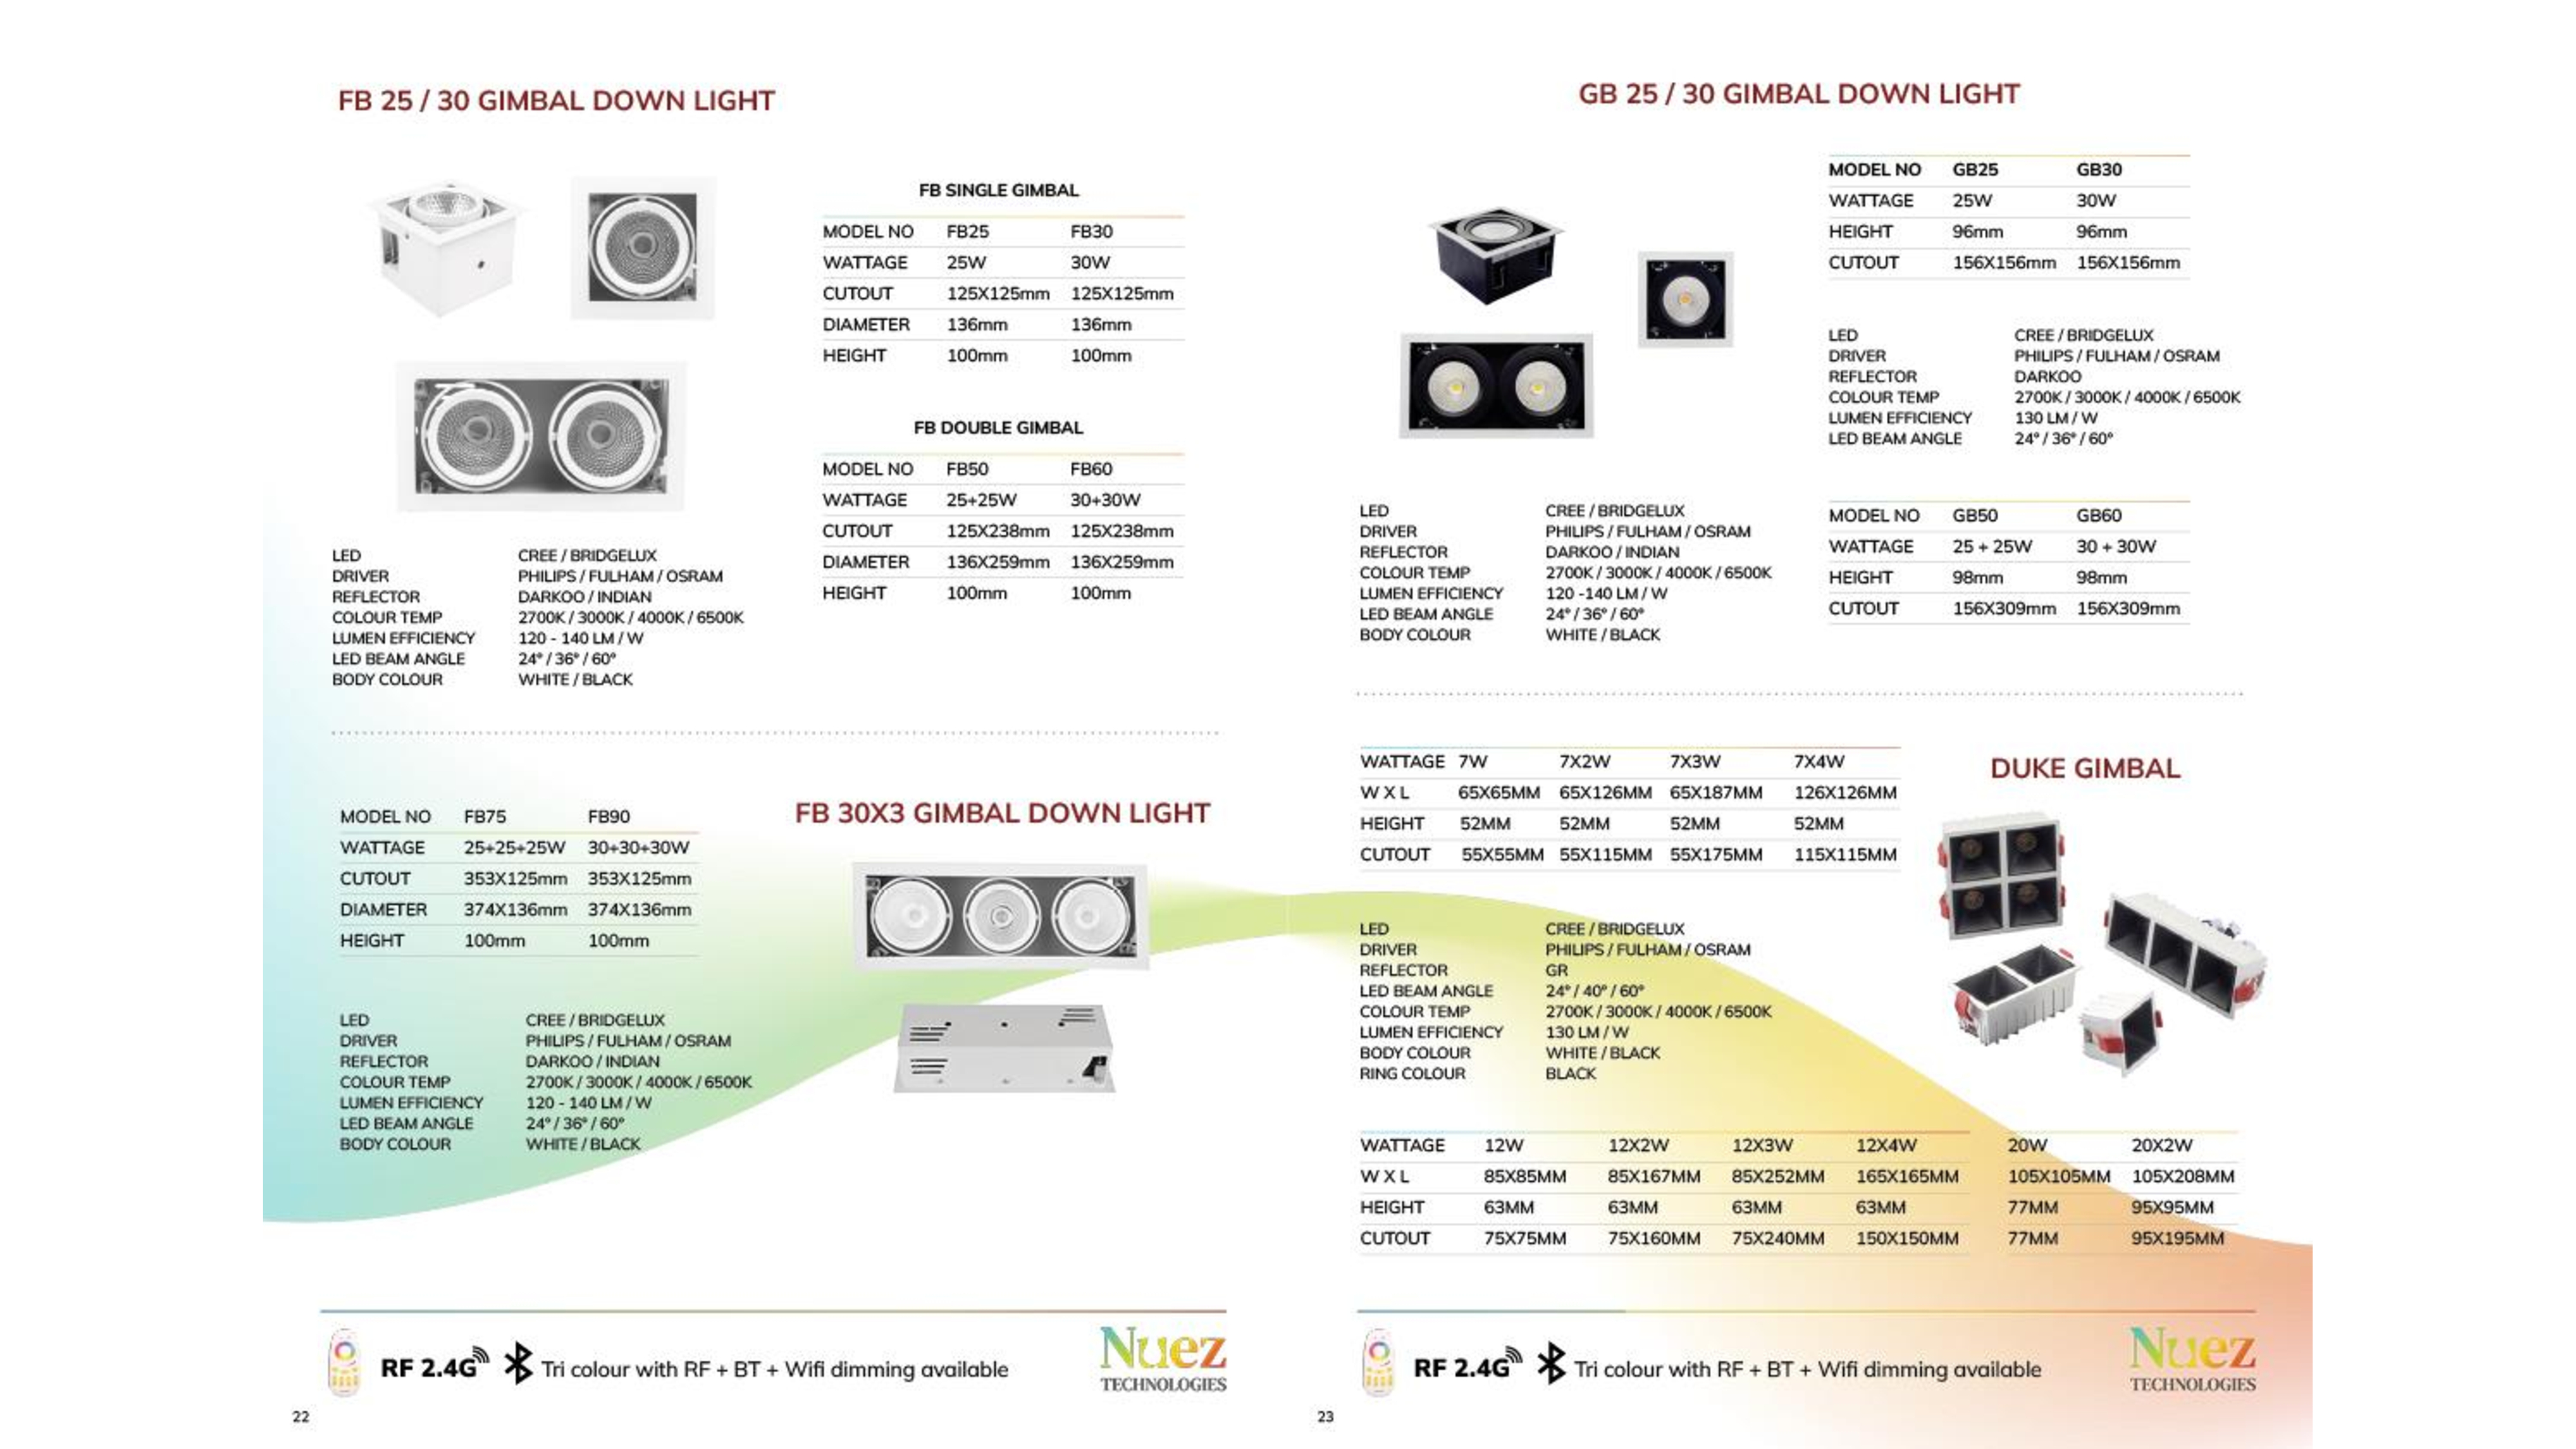 FB 25 / 30 GIMBAL DOWN LIGHT
FB SINGLE GIMBAL
MODEL NO FB25 FB30
WATTAGE 25W 30W
CUTOUT 125X125mm 125X125mm
DIAMETER 136mm 136mm
HEIGHT 100mm 100mm
FB DOUBLE GIMBAL
MODEL NO FB50 FB60
WATTAGE 25+25W 30+30W
CUTOUT 125X238mm 125X238mm
DIAMETER 136X259mm 136X259mm
HEIGHT 100mm 100mm
LED CREE / BRIDGELUX
DRIVER PHILIPS / FULHAM / OSRAM
REFLECTOR DARKOO / INDIAN
COLOUR TEMP 2700K / 3000K / 4000K / 6500K
LUMEN EFFICIENCY 120 - 140 LM / W
LED BEAM ANGLE 24° / 36° / 60°
BODY COLOUR WHITE / BLACK
FB 30X3 GIMBAL DOWN LIGHT
MODEL NO FB75 FB90
WATTAGE 25+25+25W 30+30+30W
CUTOUT 353X125mm 353X125mm
DIAMETER 374X136mm 374X136mm
HEIGHT 100mm 100mm
LED CREE / BRIDGELUX
DRIVER PHILIPS / FULHAM / OSRAM
REFLECTOR DARKOO / INDIAN
COLOUR TEMP 2700K / 3000K / 4000K / 6500K
LUMEN EFFICIENCY 120 - 140 LM / W
LED BEAM ANGLE 24° / 36° / 60°
BODY COLOUR WHITE / BLACK
RF 2.4G Tri colour with RF + BT + Wifi dimming available
Nuez
TECHNOLOGIES
22
GB 25 / 30 GIMBAL DOWN LIGHT
MODEL NO GB25 GB30
WATTAGE 25W 30W
HEIGHT 96mm 96mm
CUTOUT 156X156mm 156X156mm
LED CREE / BRIDGELUX
DRIVER PHILIPS / FULHAM / OSRAM
REFLECTOR DARKOO
COLOUR TEMP 2700K / 3000K / 4000K / 6500K
LUMEN EFFICIENCY 130 LM / W
LED BEAM ANGLE 24° / 36° / 60°
LED CREE / BRIDGELUX
DRIVER PHILIPS / FULHAM / OSRAM
REFLECTOR DARKOO / INDIAN
COLOUR TEMP 2700K / 3000K / 4000K / 6500K
LUMEN EFFICIENCY 120 -140 LM / W
LED BEAM ANGLE 24° / 36° / 60°
BODY COLOUR WHITE / BLACK
MODEL NO GB50 GB60
WATTAGE 25 + 25W 30 + 30W
HEIGHT 98mm 98mm
CUTOUT 156X309mm 156X309mm
DUKE GIMBAL
WATTAGE 7W 7X2W 7X3W 7X4W
W X L 65X65MM 65X126MM 65X187MM 126X126MM
HEIGHT 52MM 52MM 52MM 52MM
CUTOUT 55X55MM 55X115MM 55X175MM 115X115MM
LED CREE / BRIDGELUX
DRIVER PHILIPS / FULHAM / OSRAM
REFLECTOR GR
LED BEAM ANGLE 24° / 40° / 60°
COLOUR TEMP 2700K / 3000K / 4000K / 6500K
LUMEN EFFICIENCY 130 LM / W
BODY COLOUR WHITE / BLACK
RING COLOUR BLACK
WATTAGE 12W 12X2W 12X3W 12X4W 20W 20X2W
W X L 85X85MM 85X167MM 85X252MM 165X165MM 105X105MM 105X208MM
HEIGHT 63MM 63MM 63MM 63MM 77MM 95X95MM
CUTOUT 75X75MM 75X160MM 75X240MM 150X150MM 77MM 95X195MM
RF 2.4G Tri colour with RF + BT + Wifi dimming available
Nuez
TECHNOLOGIES
23